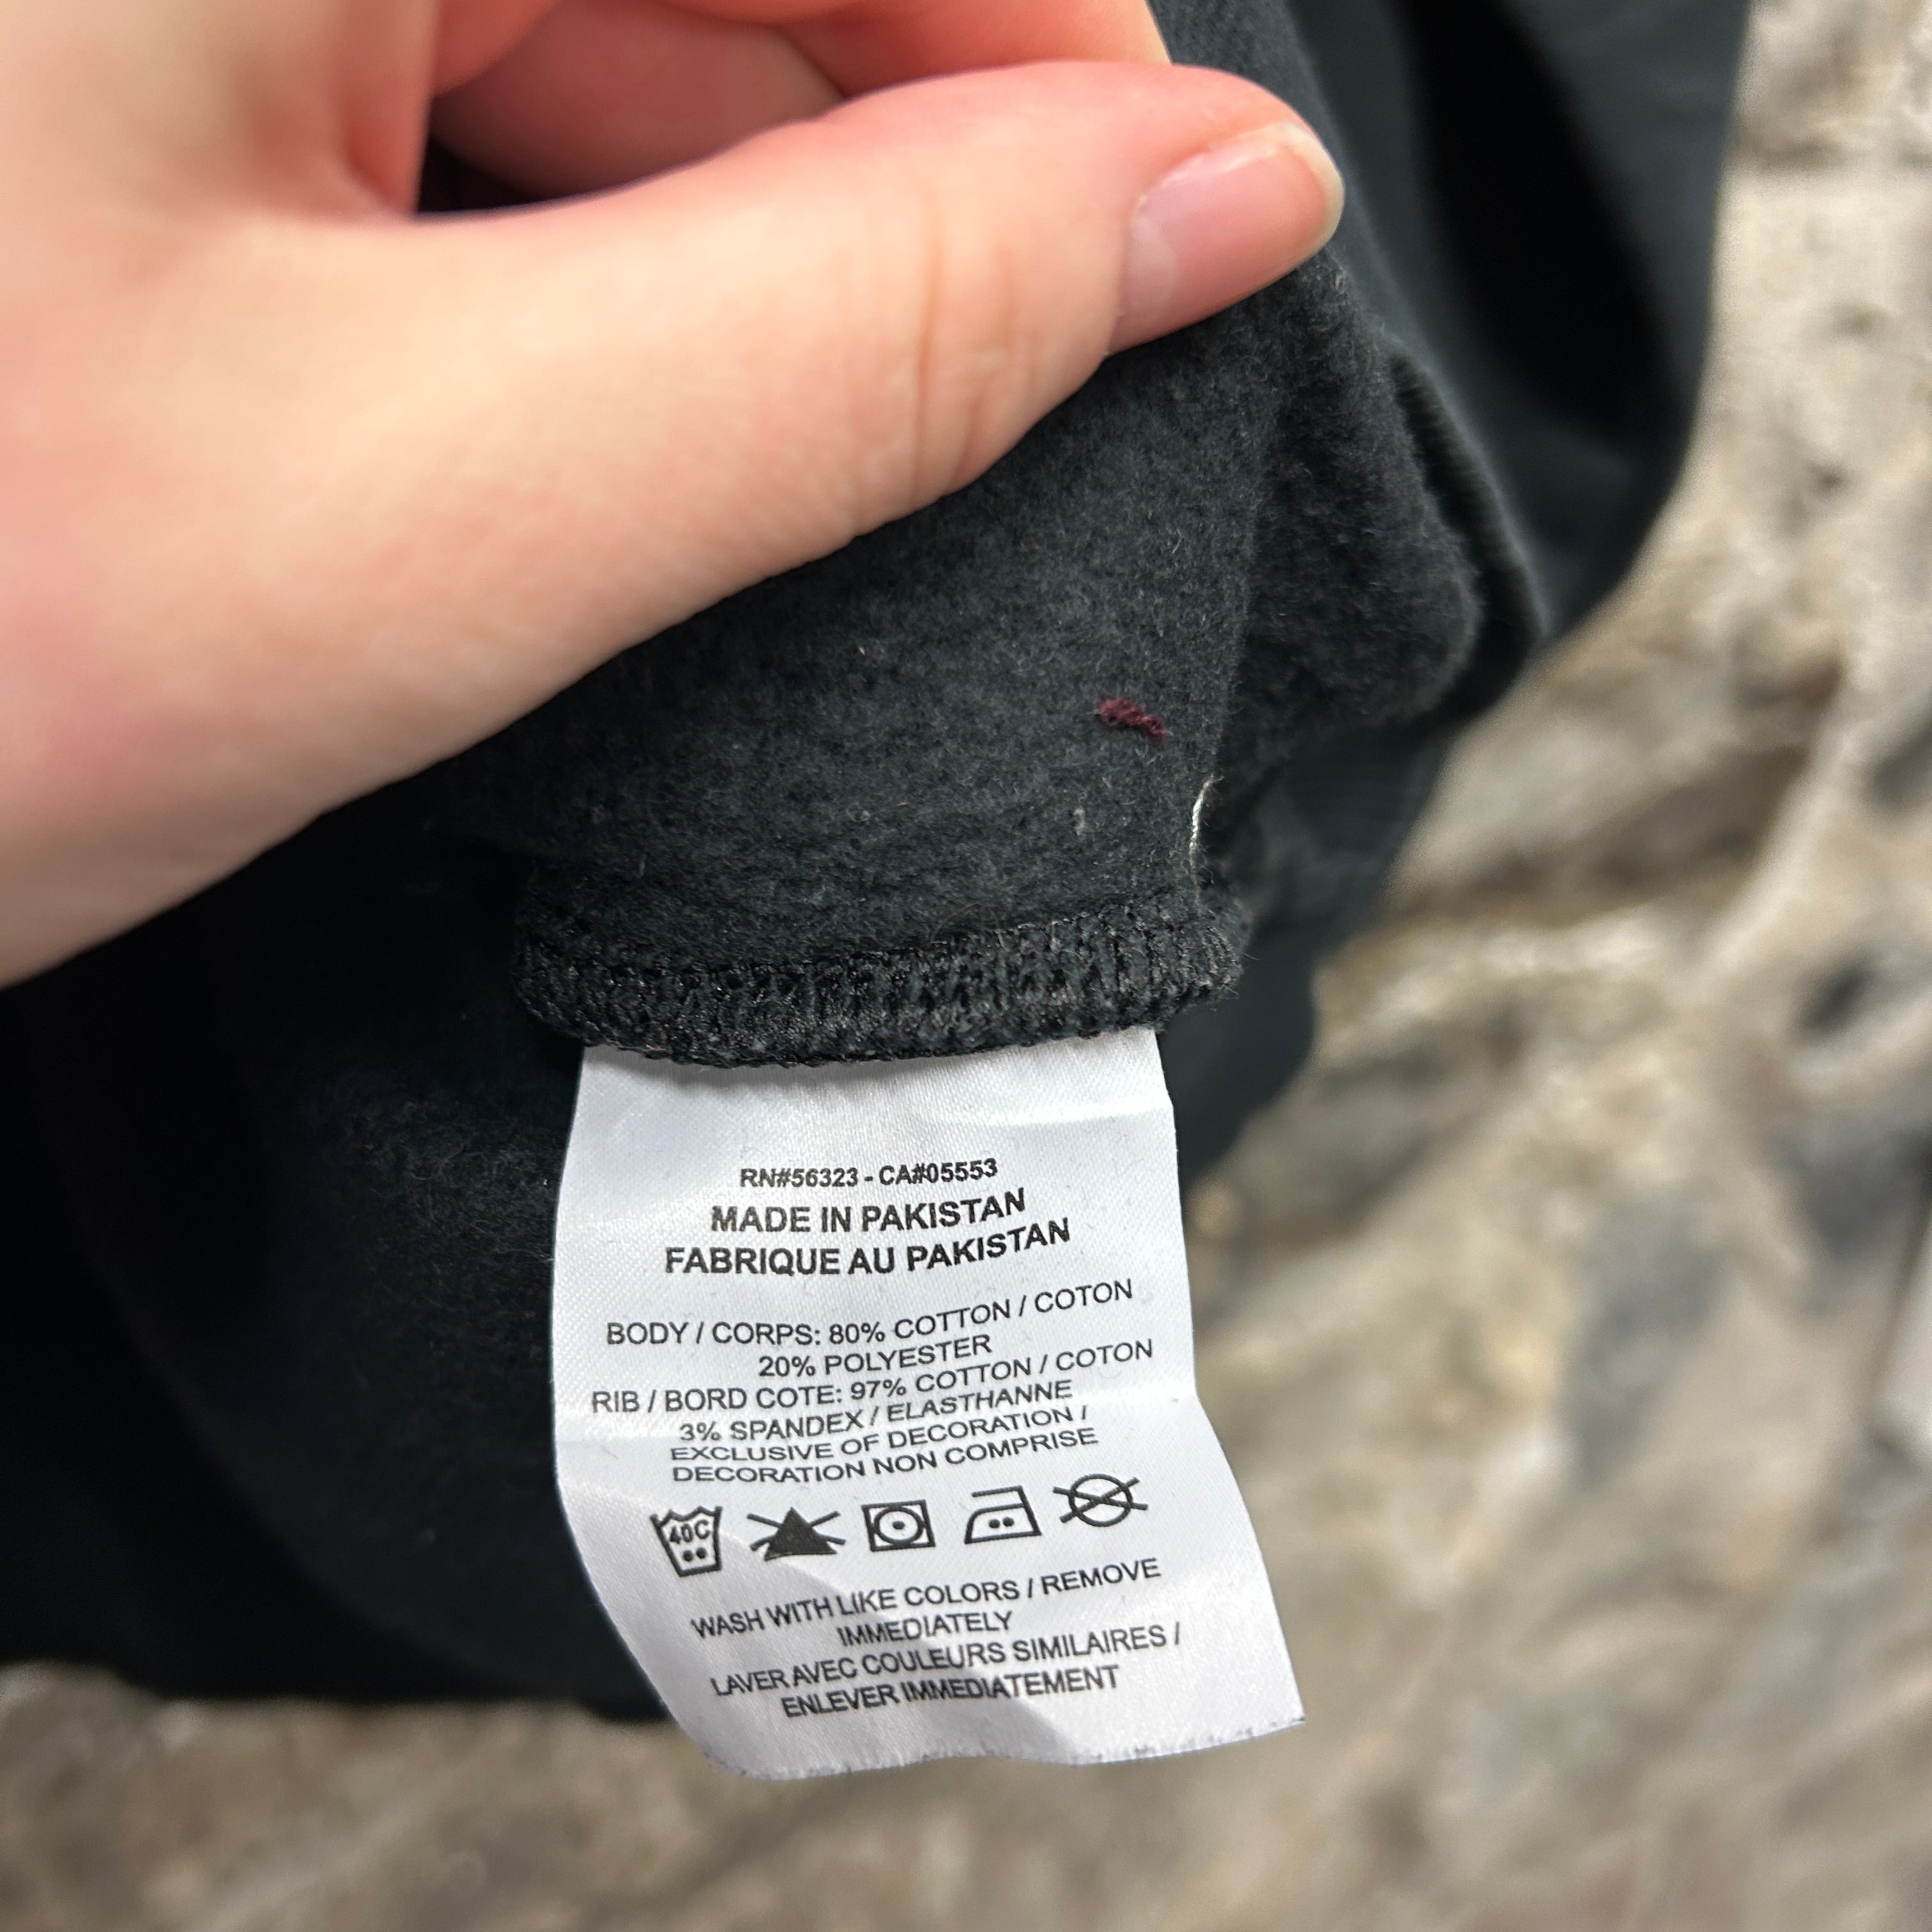 RN#56323 - CA#05553
MADE IN PAKISTAN
FABRIQUE AU PAKISTAN
BODY / CORPS: 80% COTTON / COTON
20% POLYESTER
RIB / BORD COTE: 97% COTTON / COTON
3% SPANDEX / ELASTHANNE
EXCLUSIVE OF DECORATION /
DECORATION NON COMPRISE
40C
WASH WITH LIKE COLORS / REMOVE
IMMEDIATELY
LAVER AVEC COULEURS SIMILAIRES /
ENLEVER IMMEDIATEMENT